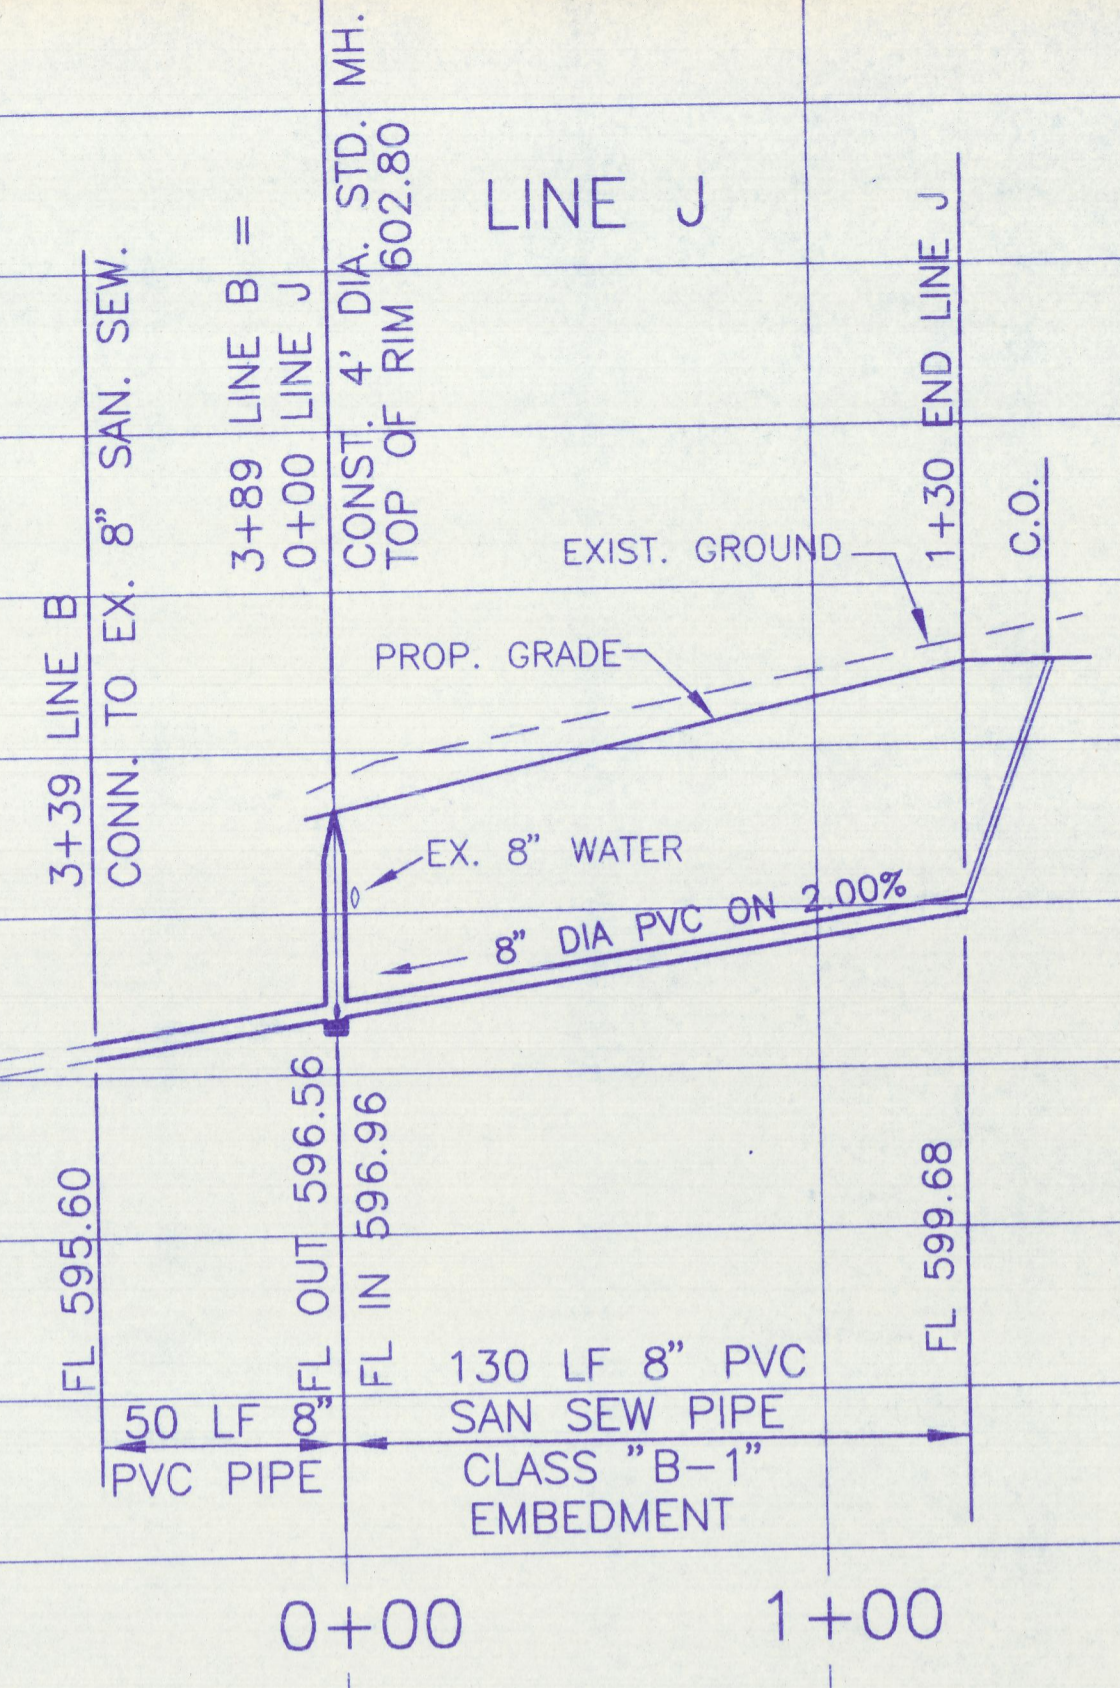 LINE J
3+39 LINE B
CONN. TO EX. 8" SAN. SEW.
3+89 LINE B =
0+00 LINE J
CONST. 4' DIA. STD. MH.
TOP OF RIM 602.80
1+30 END LINE J
C.O.
EXIST. GROUND
PROP. GRADE
EX. 8" WATER
8" DIA PVC ON 2.00%
FL 595.60
FL OUT 596.56
FL IN 596.96
FL 599.68
50 LF 8"
PVC PIPE
130 LF 8" PVC
SAN SEW PIPE
CLASS "B-1"
EMBEDMENT
0+00
1+00